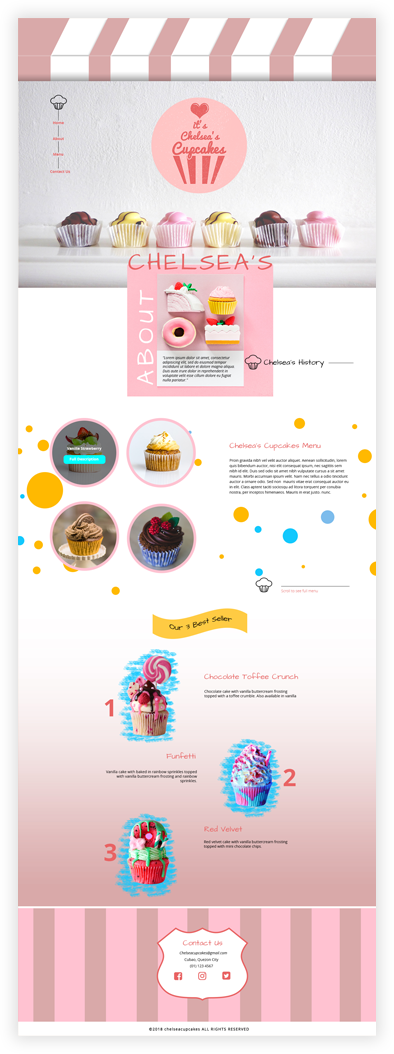 Home
About
Menu
Contact Us
It's
Chelsea's
Cupcakes
CHELSEA'S
ABOUT
"Lorem ipsum dolor sit amet, consectetur
adipiscing elit, sed do eiusmod tempor
incididunt ut labore et dolore magna aliqua.
Duis aute irure dolor in reprehenderit in
voluptate velit esse cillum dolore eu fugiat
nulla pariatur."
Chelsea's History
Vanilla Strawberry
Full Description
Chelsea's Cupcakes Menu
Proin gravida nibh vel velit auctor aliquet. Aenean sollicitudin, lorem
quis bibendum auctor, nisi elit consequat ipsum, nec sagittis sem
nibh id elit. Duis sed odio sit amet nibh vulputate cursus a sit amet
mauris. Morbi accumsan ipsum velit. Nam nec tellus a odio tincidunt
auctor a ornare odio. Sed non mauris vitae erat consequat auctor eu
in elit. Class aptent taciti sociosqu ad litora torquent per conubia
nostra, per inceptos himenaeos. Mauris in erat justo. nunc
Our 3 Best Seller
1
Chocolate Toffee Crunch
Chocolate cake with vanilla buttercream frosting
topped with a toffee crumble. Also available in vanilla.
Funfetti
Vanilla cake with baked in rainbow sprinkles topped
with vanilla buttercream frosting and rainbow
sprinkles.
2
3
Red Velvet
Red velvet cake with vanilla buttercream frosting
topped with mini chocolate chips.
Contact Us
Chelseacupcakes@gmail.com
Cubao, Quezon City
(01) 123 4567
©2018 chelseacupcakes ALL RIGHTS RESERVED